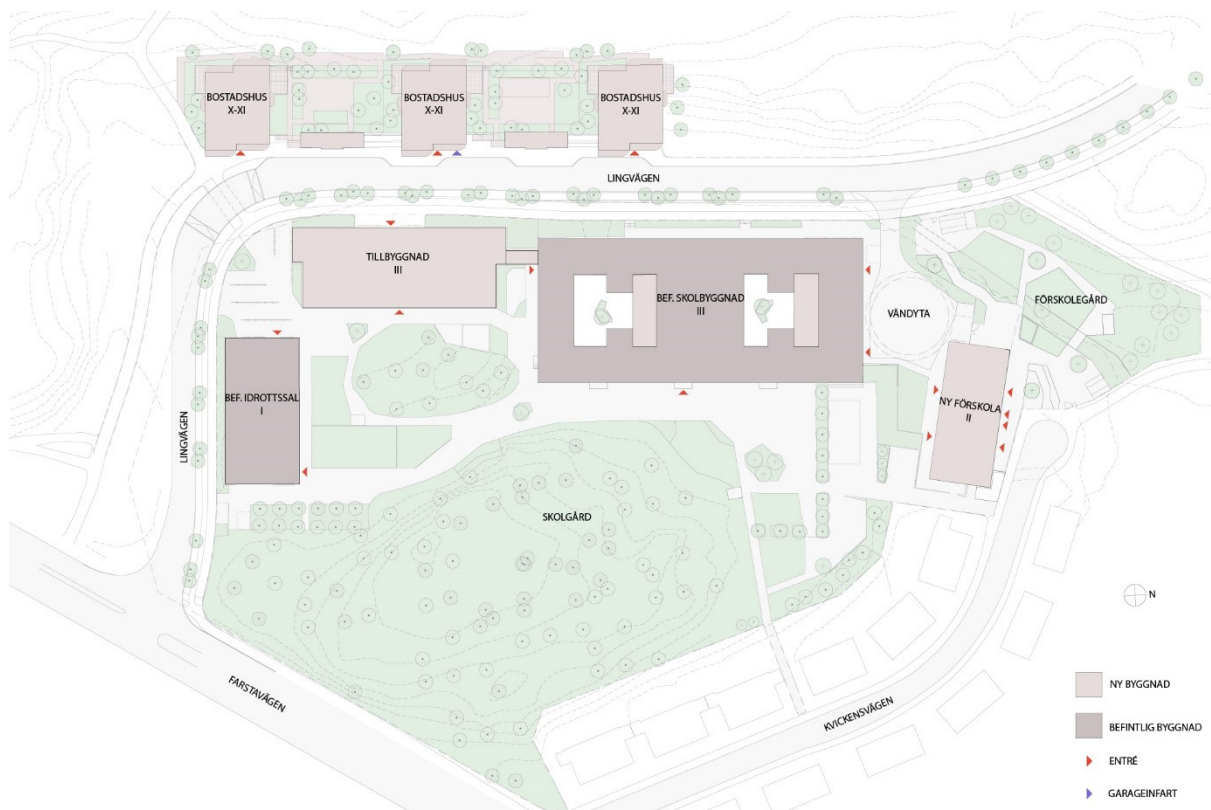 BOSTADSHUS
X-XI
BOSTADSHUS
X-XI
BOSTADSHUS
X-XI
LINGVÄGEN
TILLBYGGNAD
III
BEF. SKOLBYGGNAD
III
VÄNDYTA
FÖRSKOLEGÅRD
BEF. IDROTTSSAL
I
NY FÖRSKOLA
II
LINGVÄGEN
SKOLGÅRD
FARSTAVÄGEN
KVICKENSVÄGEN
N
NY BYGGNAD
BEFINTLIG BYGGNAD
ENTRÉ
GARAGEINFART